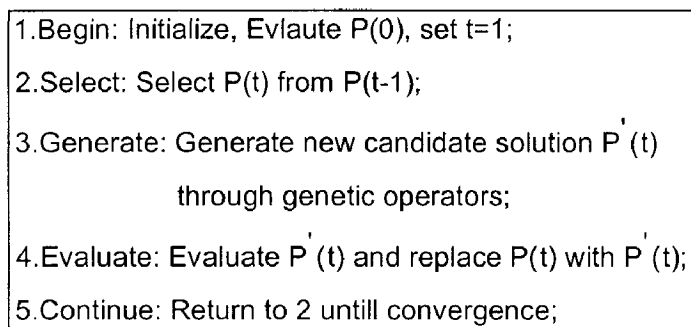 1.Begin: Initialize, Evlaute P(0), set t=1;
2.Select: Select P(t) from P(t-1);
3.Generate: Generate new candidate solution P'(t)
through genetic operators;
4.Evaluate: Evaluate P'(t) and replace P(t) with P'(t);
5.Continue: Return to 2 untill convergence;